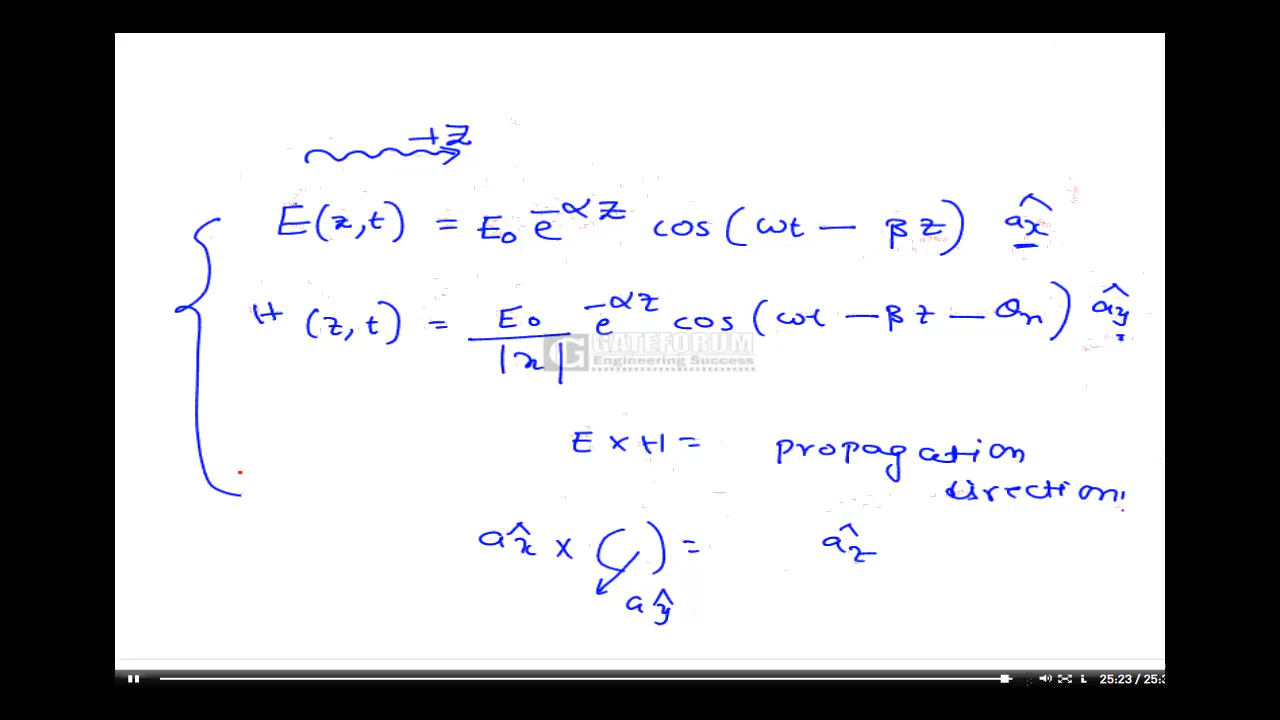 +z
E(z,t) = E₀ e^-αz cos(ωt - βz) âx
H(z,t) = E₀/|η| e^-αz cos(ωt - βz - θn) ây
GATEFORUM
Engineering Success
E × H = propagation
direction!
âx × ( ) = âz
ây
25:23 / 25:3